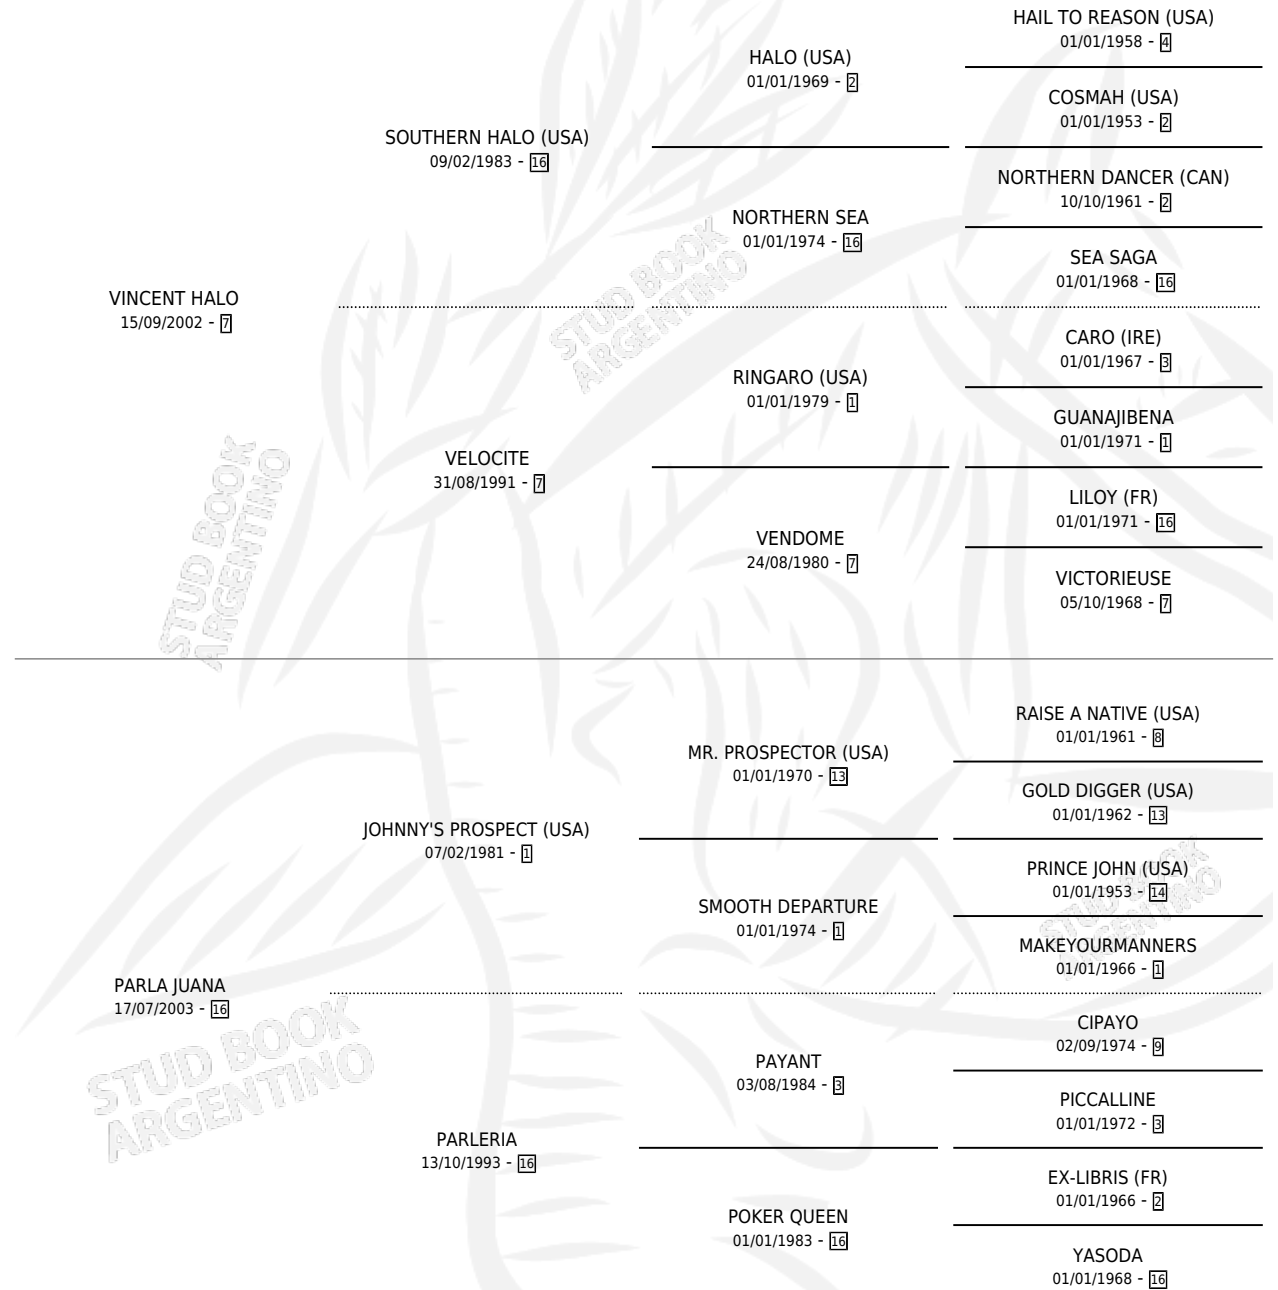 HAIL TO REASON (USA)
01/01/1958 - 4
HALO (USA)
01/01/1969 - 2
COSMAH (USA)
01/01/1953 - 2
SOUTHERN HALO (USA)
09/02/1983 - 16
NORTHERN DANCER (CAN)
10/10/1961 - 2
NORTHERN SEA
01/01/1974 - 16
SEA SAGA
01/01/1968 - 16
VINCENT HALO
15/09/2002 - 7
CARO (IRE)
01/01/1967 - 3
RINGARO (USA)
01/01/1979 - 1
GUANAJIBENA
01/01/1971 - 1
VELOCITE
31/08/1991 - 7
LILOY (FR)
01/01/1971 - 16
VENDOME
24/08/1980 - 7
VICTORIEUSE
05/10/1968 - 7
STUD BOOK
ARGENTINO
STUD BOOK
ARGENTINO
RAISE A NATIVE (USA)
01/01/1961 - 8
MR. PROSPECTOR (USA)
01/01/1970 - 13
GOLD DIGGER (USA)
01/01/1962 - 13
JOHNNY'S PROSPECT (USA)
07/02/1981 - 1
PRINCE JOHN (USA)
01/01/1953 - 14
SMOOTH DEPARTURE
01/01/1974 - 1
MAKEYOURMANNERS
01/01/1966 - 1
PARLA JUANA
17/07/2003 - 16
CIPAYO
02/09/1974 - 9
PAYANT
03/08/1984 - 3
PICCALLINE
01/01/1972 - 3
PARLERIA
13/10/1993 - 16
EX-LIBRIS (FR)
01/01/1966 - 2
POKER QUEEN
01/01/1983 - 16
YASODA
01/01/1968 - 16
STUD BOOK
ARGENTINO
STUD BOOK
ARGENTINO